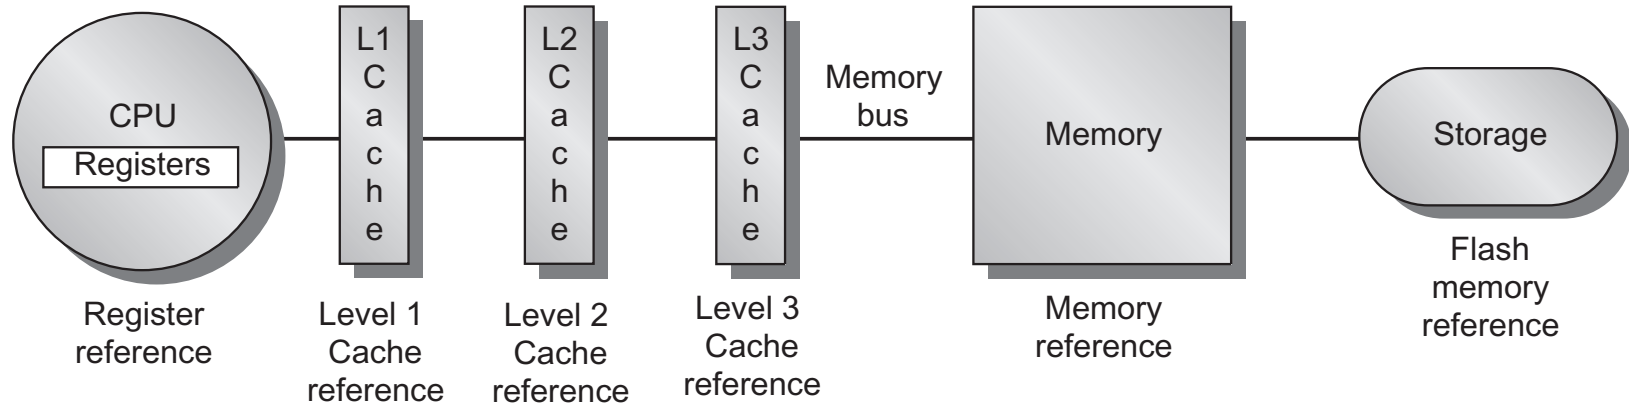 CPU
Registers
L1
C
a
c
h
e
L2
C
a
c
h
e
L3
C
a
c
h
e
Memory
bus
Memory
Storage
Register
reference
Level 1
Cache
reference
Level 2
Cache
reference
Level 3
Cache
reference
Memory
reference
Flash
memory
reference